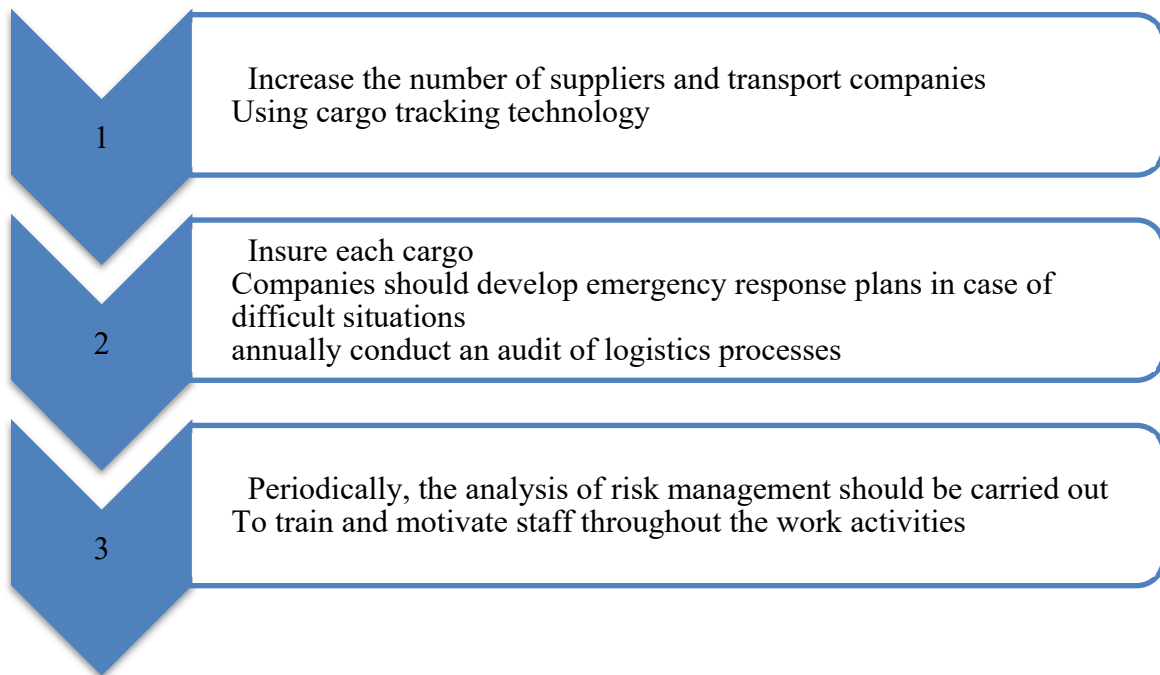 1
Increase the number of suppliers and transport companies
Using cargo tracking technology
2
Insure each cargo
Companies should develop emergency response plans in case of
difficult situations
annually conduct an audit of logistics processes
3
Periodically, the analysis of risk management should be carried out
To train and motivate staff throughout the work activities